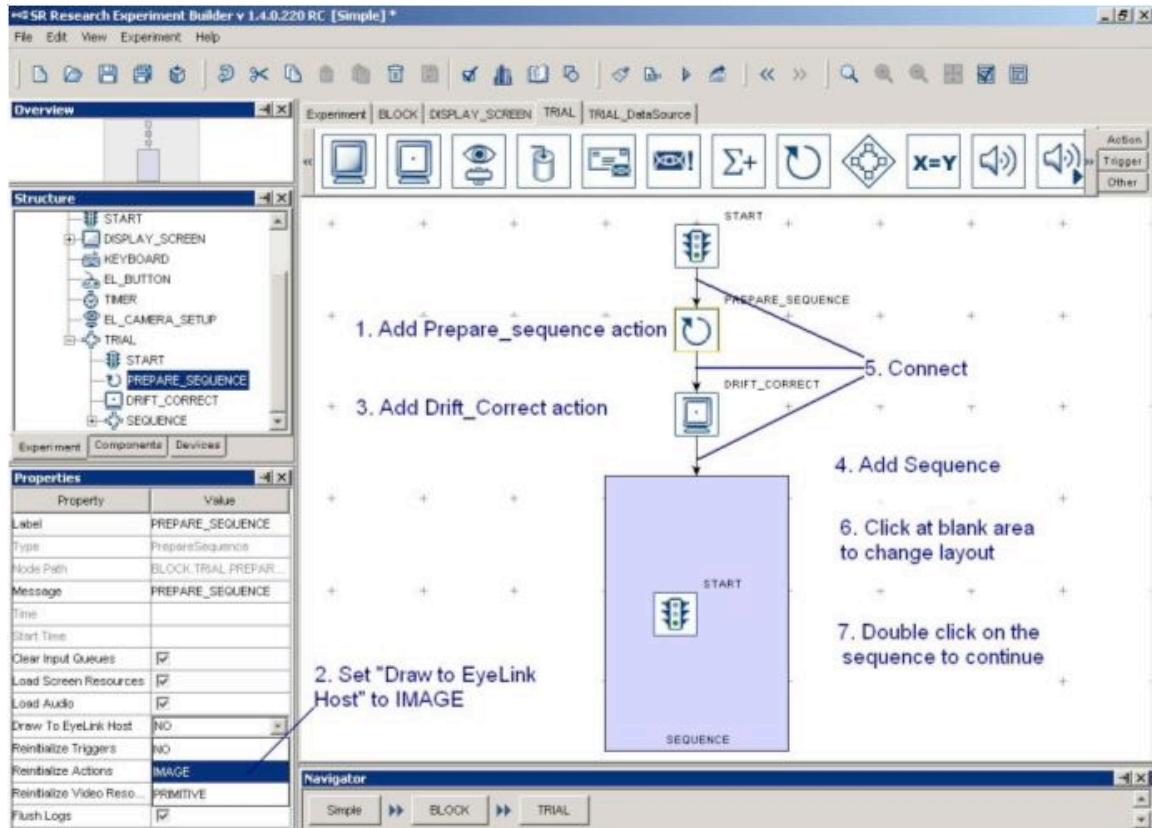 SR Research Experiment Builder v 1.4.0.220 RC [Simple] *
File Edit View Experiment Help
Overview
Experiment BLOCK DISPLAY_SCREEN TRIAL TRIAL_DataSource
X=Y
Action
Trigger
Other
Structure
START
DISPLAY_SCREEN
KEYBOARD
EL_BUTTON
TIMER
EL_CAMERA_SETUP
TRIAL
START
PREPARE_SEQUENCE
DRIFT_CORRECT
SEQUENCE
Experiment Components Devices
Properties
Property Value
Label PREPARE_SEQUENCE
Type PrepareSequence
Node Path BLOCK.TRIAL.PREPAR...
Message PREPARE_SEQUENCE
Time
Start Time
Clear Input Queues
Load Screen Resources
Load Audio
Draw To EyeLink Host NO
Reinitialize Triggers NO
Reinitialize Actions IMAGE
Reinitialize Video Reso... PRIMITIVE
Flush Logs
START
PREPARE_SEQUENCE
1. Add Prepare_sequence action
5. Connect
DRIFT_CORRECT
3. Add Drift_Correct action
4. Add Sequence
6. Click at blank area
to change layout
START
7. Double click on the
sequence to continue
2. Set "Draw to EyeLink
Host" to IMAGE
SEQUENCE
Navigator
Simple BLOCK TRIAL